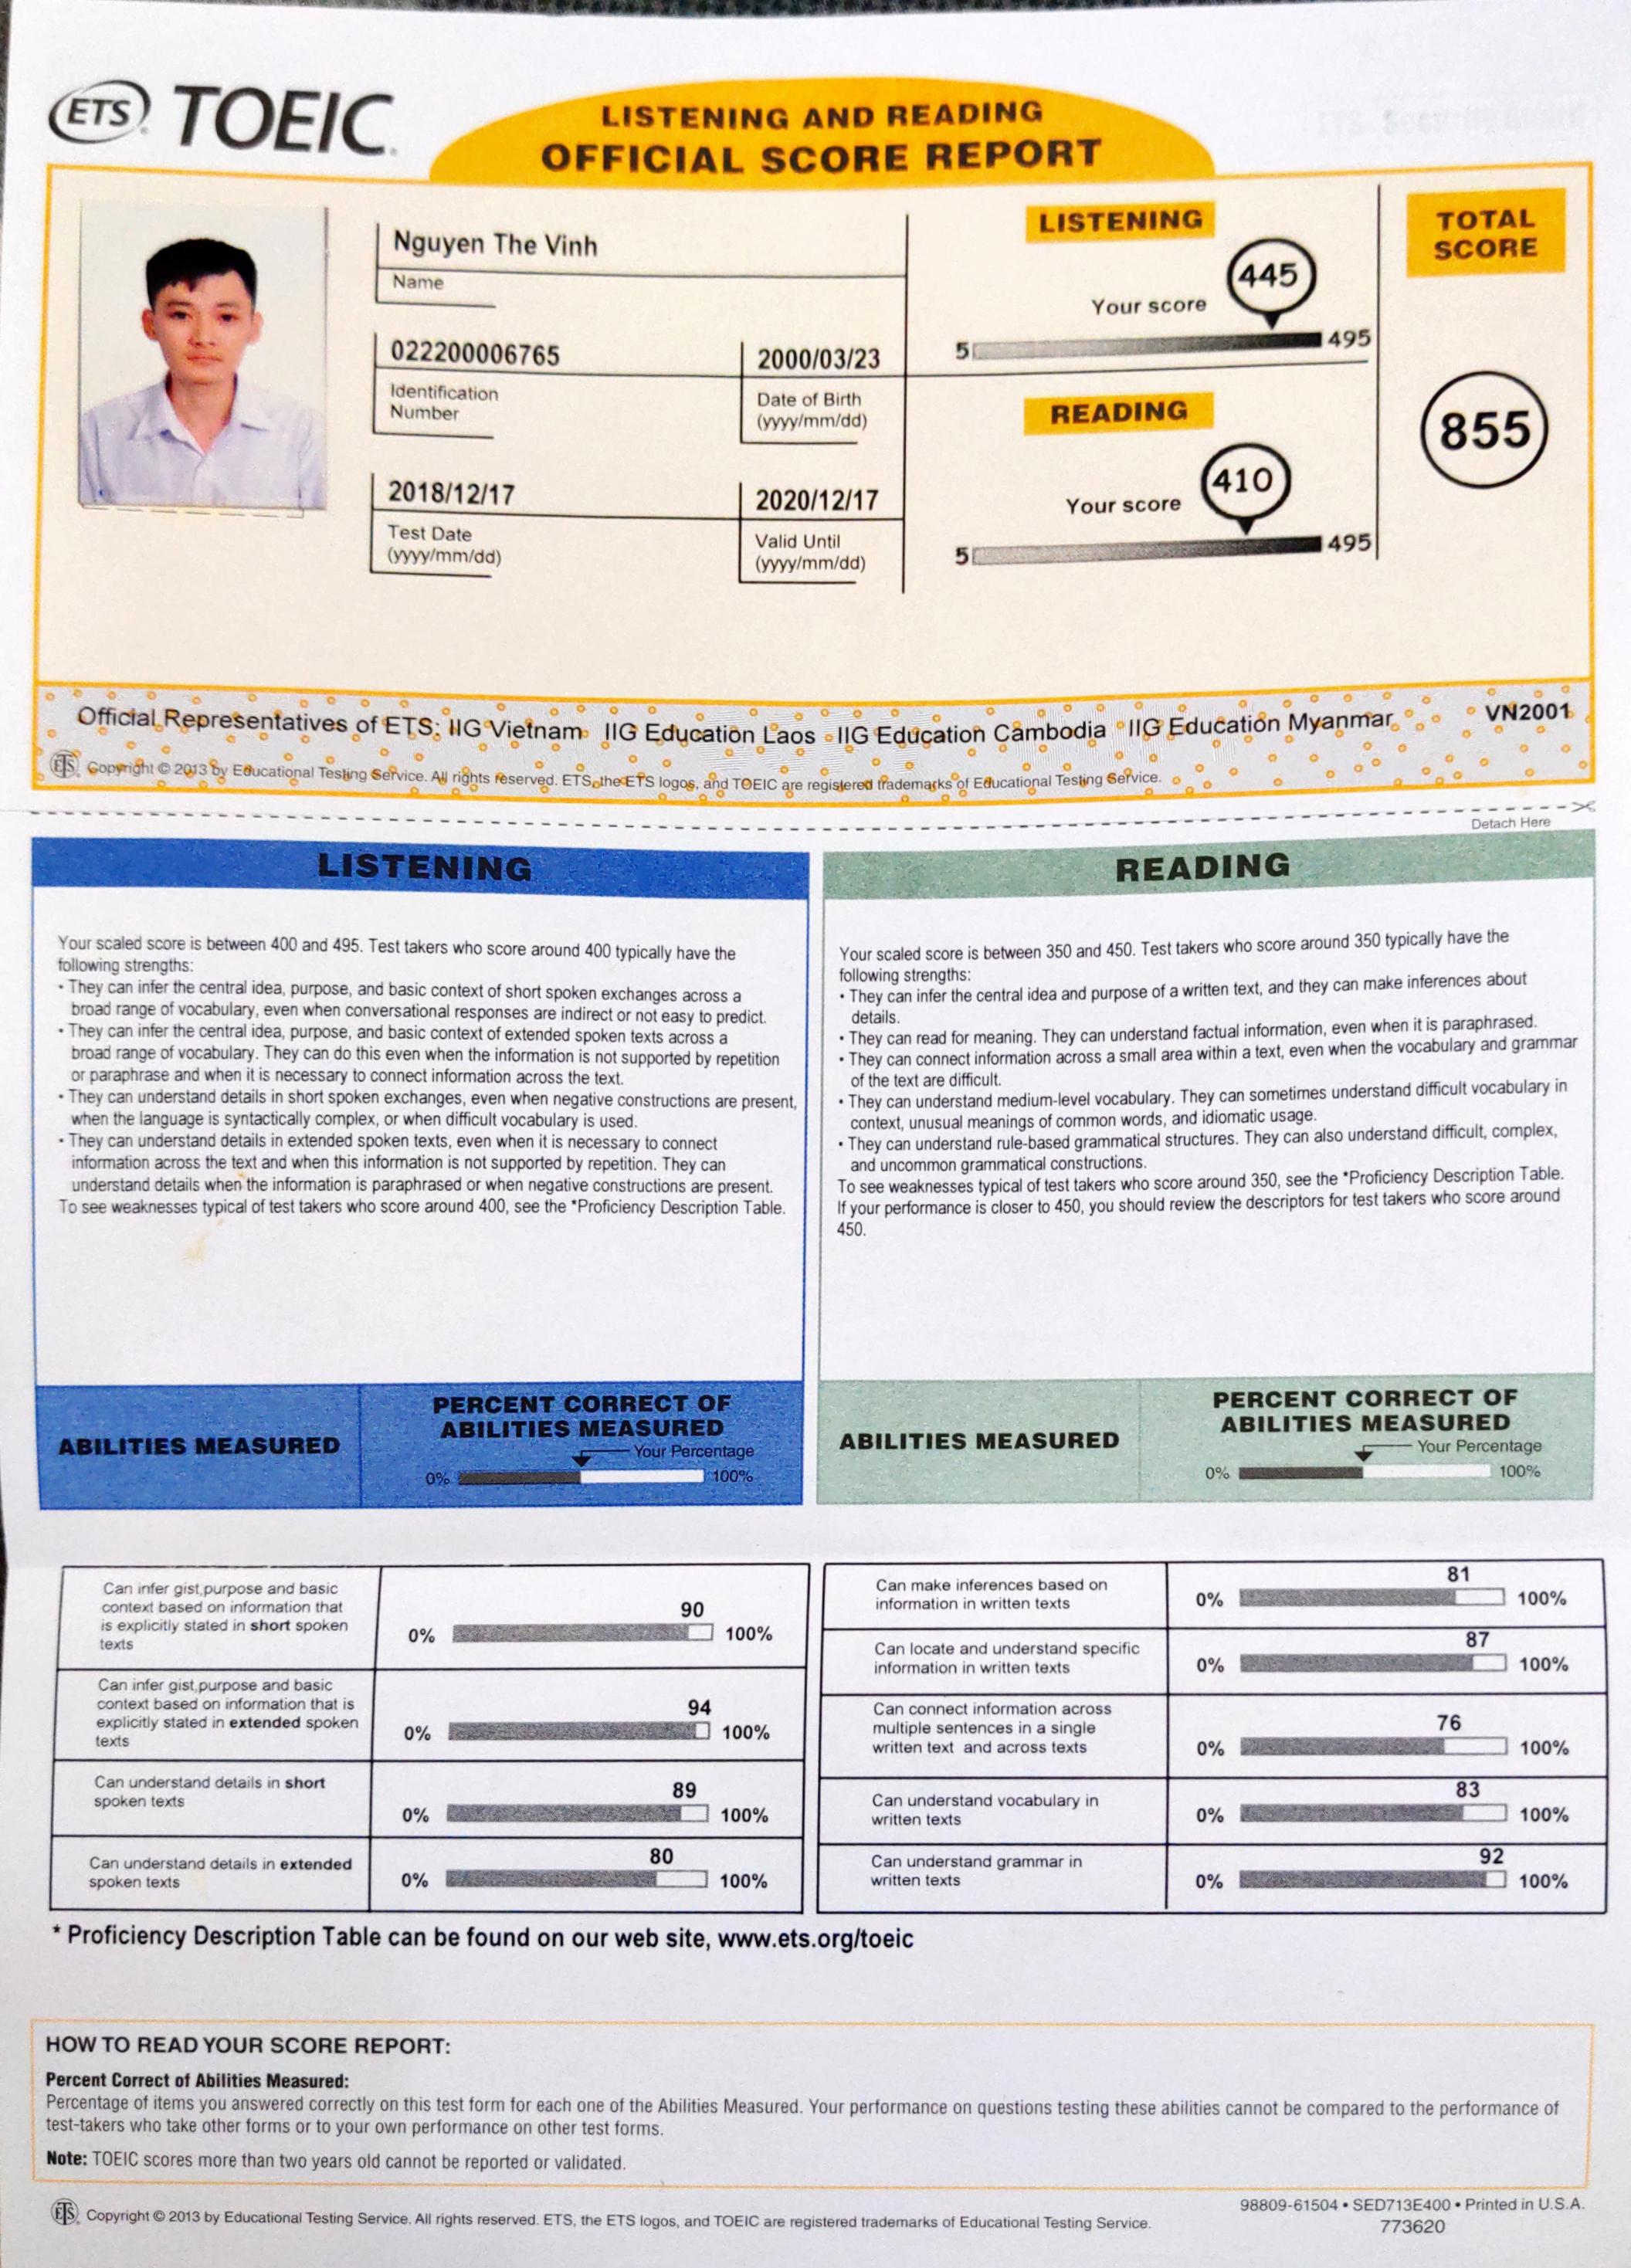 ETS® TOEIC®
LISTENING AND READING
OFFICIAL SCORE REPORT
Nguyen The Vinh
Name
022200006765
Identification
Number
2000/03/23
Date of Birth
(yyyy/mm/dd)
2018/12/17
Test Date
(yyyy/mm/dd)
2020/12/17
Valid Until
(yyyy/mm/dd)
LISTENING
445
Your score
5 495
READING
410
Your score
5 495
TOTAL
SCORE
855
Official Representatives of ETS: IIG Vietnam IIG Education Laos IIG Education Cambodia IIG Education Myanmar VN2001
ETS Copyright © 2013 by Educational Testing Service. All rights reserved. ETS, the ETS logos, and TOEIC are registered trademarks of Educational Testing Service.
Detach Here
LISTENING
Your scaled score is between 400 and 495. Test takers who score around 400 typically have the
following strengths:
• They can infer the central idea, purpose, and basic context of short spoken exchanges across a
broad range of vocabulary, even when conversational responses are indirect or not easy to predict.
• They can infer the central idea, purpose, and basic context of extended spoken texts across a
broad range of vocabulary. They can do this even when the information is not supported by repetition
or paraphrase and when it is necessary to connect information across the text.
• They can understand details in short spoken exchanges, even when negative constructions are present,
when the language is syntactically complex, or when difficult vocabulary is used.
• They can understand details in extended spoken texts, even when it is necessary to connect
information across the text and when this information is not supported by repetition. They can
understand details when the information is paraphrased or when negative constructions are present.
To see weaknesses typical of test takers who score around 400, see the *Proficiency Description Table.
READING
Your scaled score is between 350 and 450. Test takers who score around 350 typically have the
following strengths:
• They can infer the central idea and purpose of a written text, and they can make inferences about
details.
• They can read for meaning. They can understand factual information, even when it is paraphrased.
• They can connect information across a small area within a text, even when the vocabulary and grammar
of the text are difficult.
• They can understand medium-level vocabulary. They can sometimes understand difficult vocabulary in
context, unusual meanings of common words, and idiomatic usage.
• They can understand rule-based grammatical structures. They can also understand difficult, complex,
and uncommon grammatical constructions.
To see weaknesses typical of test takers who score around 350, see the *Proficiency Description Table.
If your performance is closer to 450, you should review the descriptors for test takers who score around
450.
ABILITIES MEASURED
PERCENT CORRECT OF
ABILITIES MEASURED
Your Percentage
0% 100%
ABILITIES MEASURED
PERCENT CORRECT OF
ABILITIES MEASURED
Your Percentage
0% 100%
Can infer gist,purpose and basic
context based on information that
is explicitly stated in short spoken
texts
90
0% 100%
Can infer gist,purpose and basic
context based on information that is
explicitly stated in extended spoken
texts
94
0% 100%
Can understand details in short
spoken texts
89
0% 100%
Can understand details in extended
spoken texts
80
0% 100%
Can make inferences based on
information in written texts
81
0% 100%
Can locate and understand specific
information in written texts
87
0% 100%
Can connect information across
multiple sentences in a single
written text and across texts
76
0% 100%
Can understand vocabulary in
written texts
83
0% 100%
Can understand grammar in
written texts
92
0% 100%
* Proficiency Description Table can be found on our web site, www.ets.org/toeic
HOW TO READ YOUR SCORE REPORT:
Percent Correct of Abilities Measured:
Percentage of items you answered correctly on this test form for each one of the Abilities Measured. Your performance on questions testing these abilities cannot be compared to the performance of
test-takers who take other forms or to your own performance on other test forms.
Note: TOEIC scores more than two years old cannot be reported or validated.
ETS Copyright © 2013 by Educational Testing Service. All rights reserved. ETS, the ETS logos, and TOEIC are registered trademarks of Educational Testing Service.
98809-61504 • SED713E400 • Printed in U.S.A.
773620